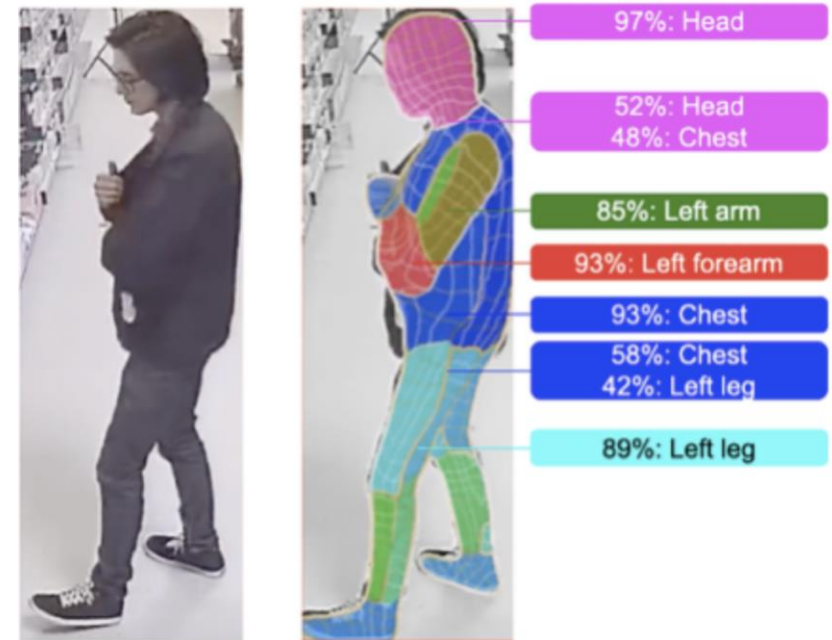 97%: Head
52%: Head
48%: Chest
85%: Left arm
93%: Left forearm
93%: Chest
58%: Chest
42%: Left leg
89%: Left leg